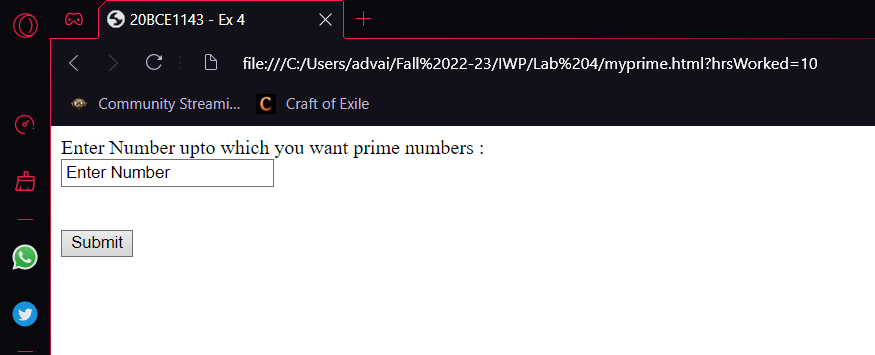 20BCE1143 - Ex 4
file:///C:/Users/advai/Fall%2022-23/IWP/Lab%204/myprime.html?hrsWorked=10
Community Streami... C Craft of Exile
Enter Number upto which you want prime numbers :
Enter Number
Submit